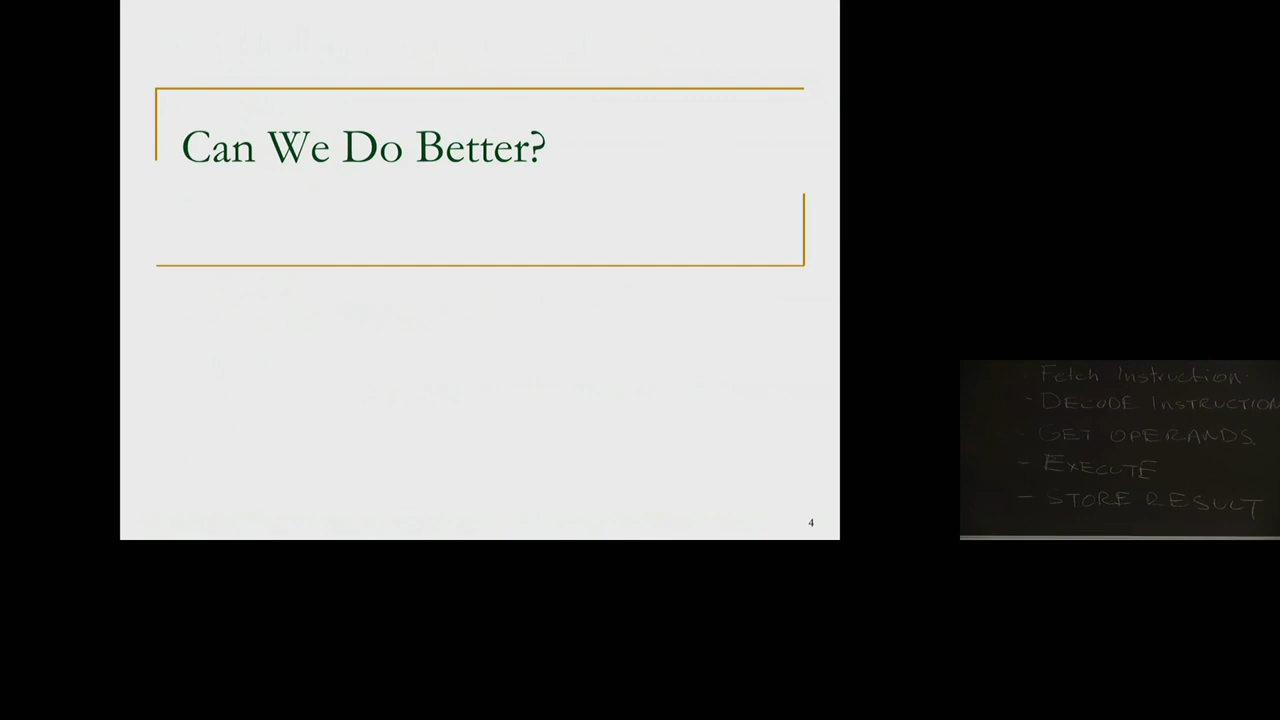 Can We Do Better?
4
Fetch Instruction
- DECODE INSTRUCTION
- GET OPERANDS
- EXECUTE
- STORE RESULT